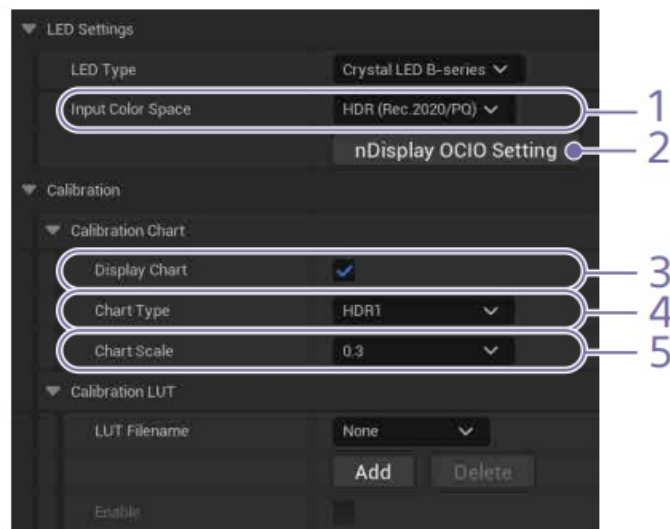 LED Settings
LED Type Crystal LED B-series
Input Color Space HDR (Rec.2020/PQ) 1
nDisplay OCIO Setting 2
Calibration
Calibration Chart
Display Chart 3
Chart Type HDR1 4
Chart Scale 0.3 5
Calibration LUT
LUT Filename None
Add Delete
Enable